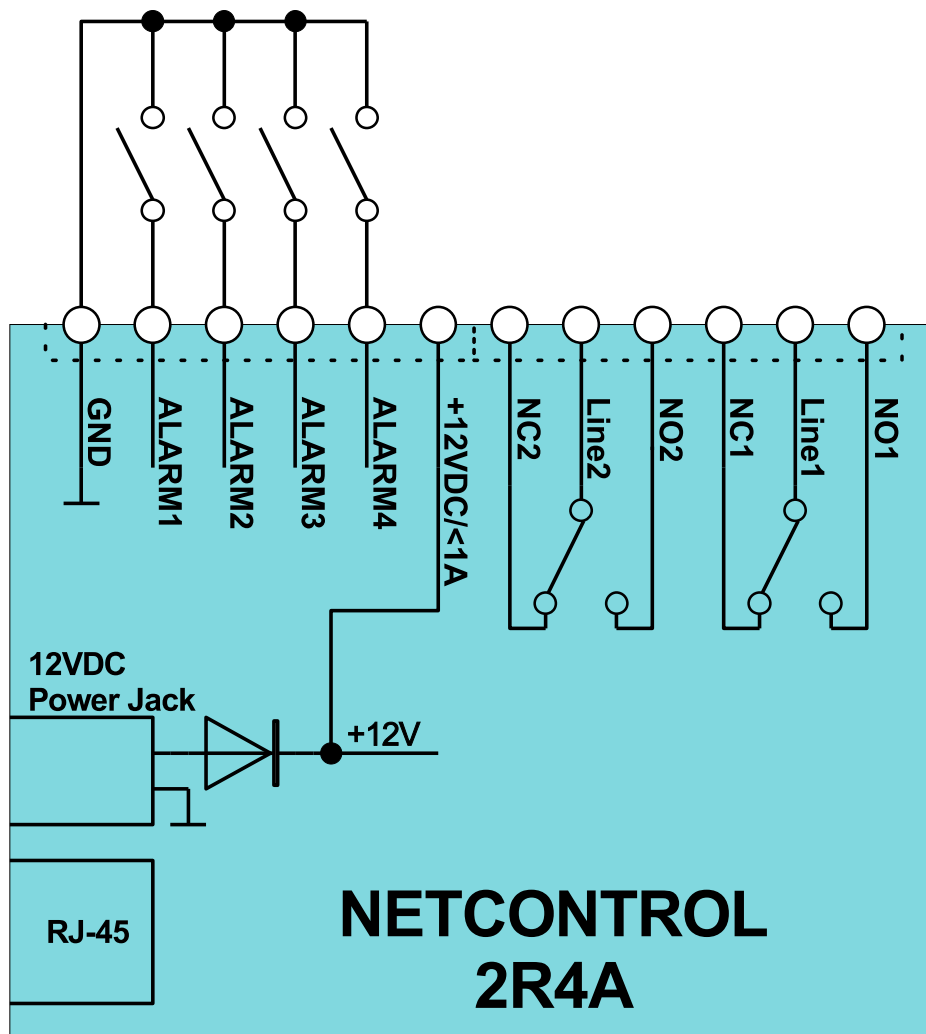 GND
ALARM1
ALARM2
ALARM3
ALARM4
+12VDC/<1A
NC2
Line2
NO2
NC1
Line1
NO1
12VDC
Power Jack
+12V
RJ-45
NETCONTROL
2R4A